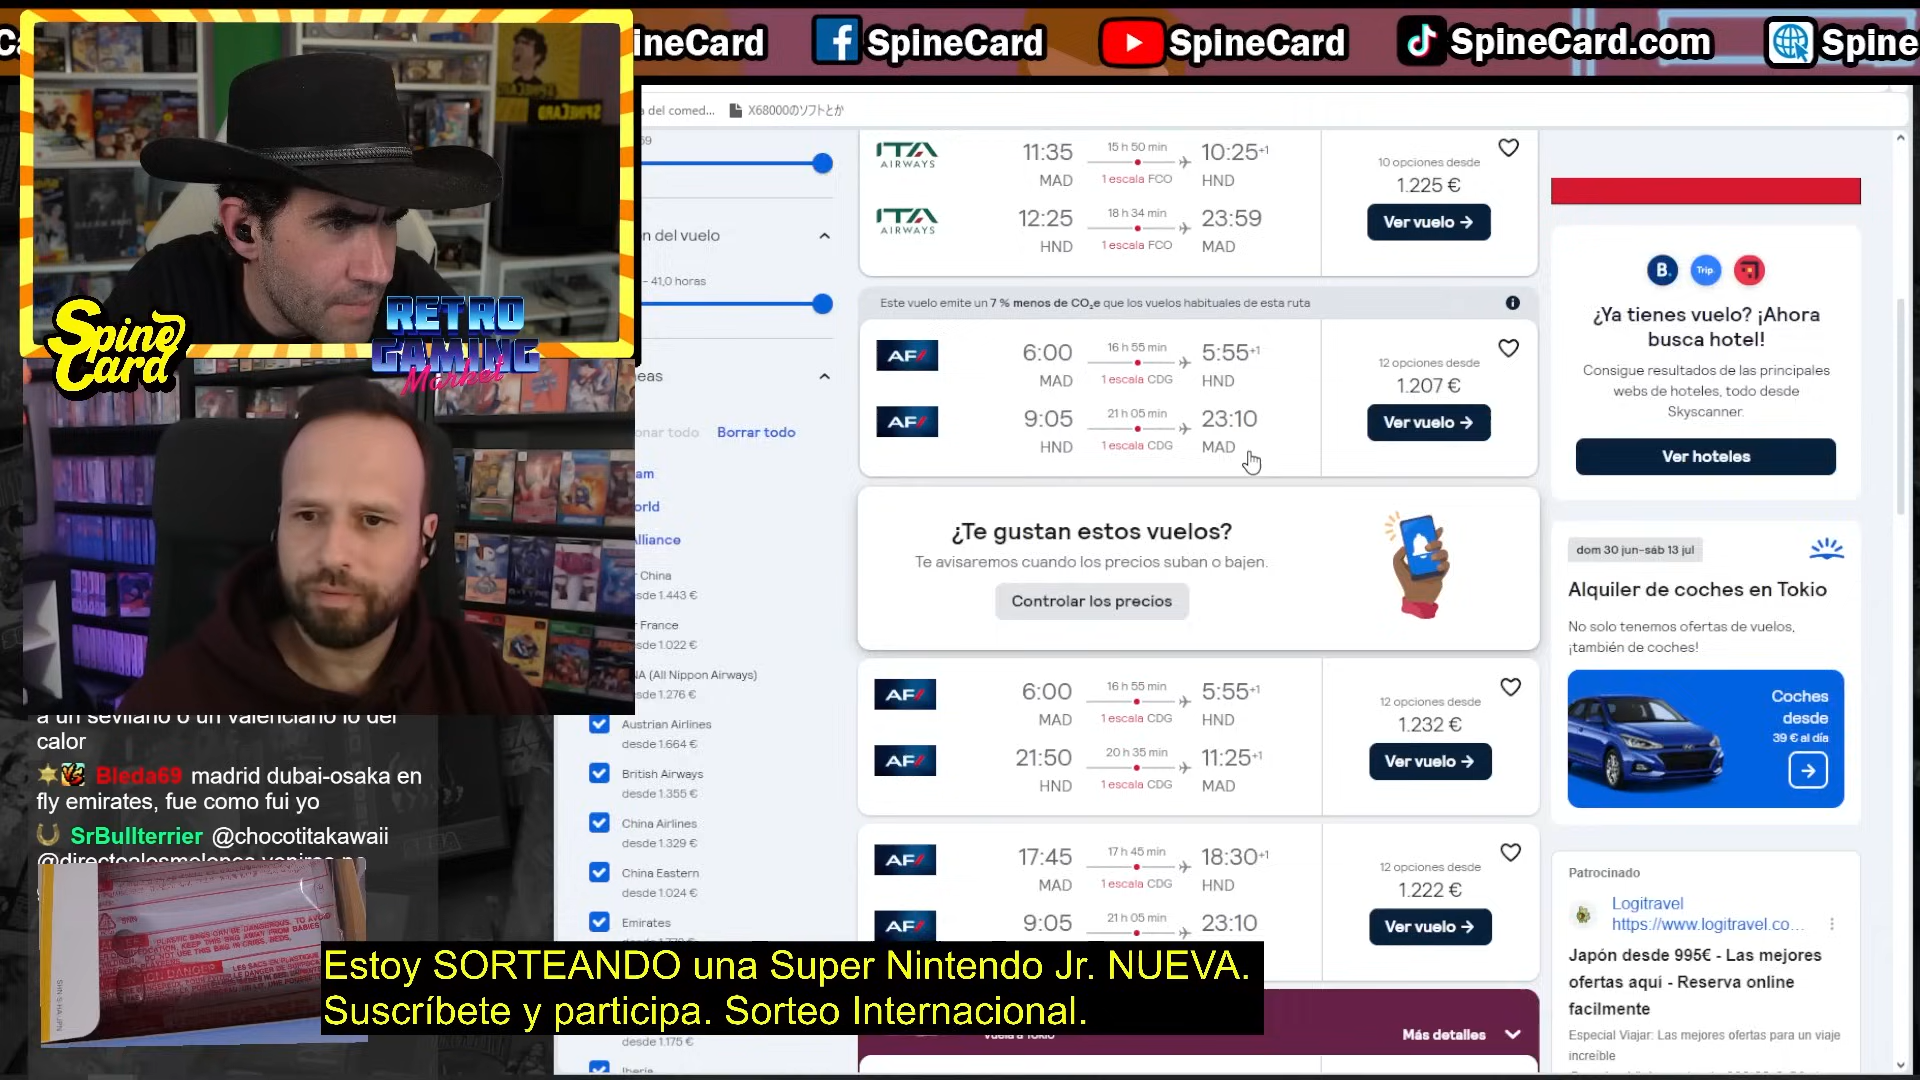 ineCard
SpineCard
SpineCard
SpineCard.com
Spine
a del comed...
X68000のソフトとか
ITA
AIRWAYS
11:35
15 h 50 min
10:25+1
MAD
1 escala FCO
HND
10 opciones desde
1.225 €
Ver vuelo →
ITA
AIRWAYS
12:25
18 h 34 min
23:59
HND
1 escala FCO
MAD
n del vuelo
– 41,0 horas
Este vuelo emite un 7 % menos de CO₂e que los vuelos habituales de esta ruta
AF
6:00
16 h 55 min
5:55+1
MAD
1 escala CDG
HND
12 opciones desde
1.207 €
Ver vuelo →
AF
9:05
21 h 05 min
23:10
HND
1 escala CDG
MAD
eas
onar todo
Borrar todo
am
orld
Alliance
r China
sde 1.443 €
r France
sde 1.022 €
NA (All Nippon Airways)
sde 1.276 €
Austrian Airlines
desde 1.664 €
British Airways
desde 1.355 €
China Airlines
desde 1.329 €
China Eastern
desde 1.024 €
Emirates
desde 1.175 €
Iberia
¿Te gustan estos vuelos?
Te avisaremos cuando los precios suban o bajen.
Controlar los precios
AF
6:00
16 h 55 min
5:55+1
MAD
1 escala CDG
HND
12 opciones desde
1.232 €
Ver vuelo →
AF
21:50
20 h 35 min
11:25+1
HND
1 escala CDG
MAD
AF
17:45
17 h 45 min
18:30+1
MAD
1 escala CDG
HND
12 opciones desde
1.222 €
Ver vuelo →
AF
9:05
21 h 05 min
23:10
Vuela a Tokio
Más detalles
B.
Trip
¿Ya tienes vuelo? ¡Ahora
busca hotel!
Consigue resultados de las principales
webs de hoteles, todo desde
Skyscanner.
Ver hoteles
dom 30 jun-sáb 13 jul
Alquiler de coches en Tokio
No solo tenemos ofertas de vuelos,
¡también de coches!
Coches
desde
39 € al día
Patrocinado
Logitravel
https://www.logitravel.co...
Japón desde 995€ - Las mejores
ofertas aquí - Reserva online
facilmente
Especial Viajar: Las mejores ofertas para un viaje
increíble
Spine
Card
RETRO
GAMING
Market
a un sevillano o un valenciano lo del
calor
Bleda69 madrid dubai-osaka en
fly emirates, fue como fui yo
SrBullterrier @chocotitakawaii
Estoy SORTEANDO una Super Nintendo Jr. NUEVA.
Suscríbete y participa. Sorteo Internacional.